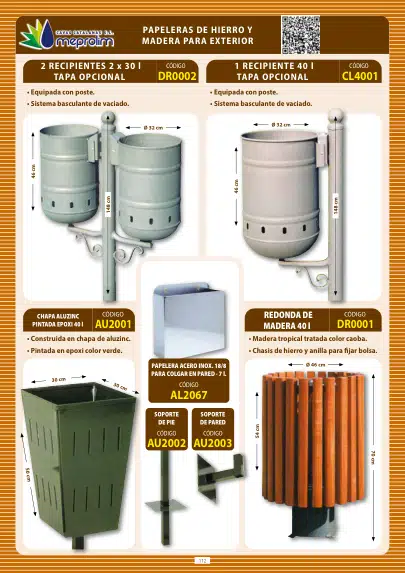 CATAS CATALANAS S.L.
meprolim
PAPELERAS DE HIERRO Y
MADERA PARA EXTERIOR
2 RECIPIENTES 2 x 30 l
TAPA OPCIONAL
CÓDIGO
DR0002
• Equipada con poste.
• Sistema basculante de vaciado.
Ø 32 cm
46 cm
148 cm
1 RECIPIENTE 40 l
TAPA OPCIONAL
CÓDIGO
CL4001
• Equipada con poste.
• Sistema basculante de vaciado.
Ø 32 cm
46 cm
148 cm
CHAPA ALUZINC
PINTADA EPOXI 40 l
CÓDIGO
AU2001
• Construida en chapa de aluzinc.
• Pintada en epoxi color verde.
30 cm
30 cm
50 cm
PAPELERA ACERO INOX. 18/8
PARA COLGAR EN PARED - 7 L
CÓDIGO
AL2067
SOPORTE
DE PIE
CÓDIGO
AU2002
SOPORTE
DE PARED
CÓDIGO
AU2003
REDONDA DE
MADERA 40 l
CÓDIGO
DR0001
• Madera tropical tratada color caoba.
• Chasis de hierro y anilla para fijar bolsa.
Ø 46 cm
54 cm
70 cm
112